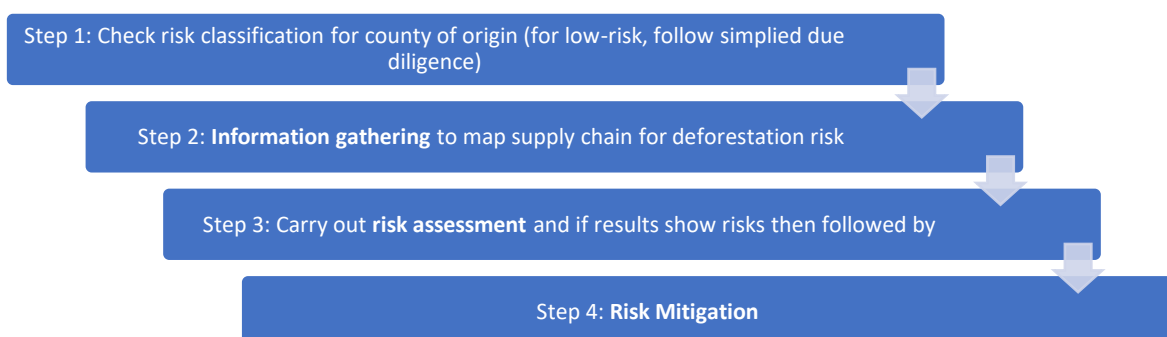 Step 1: Check risk classification for county of origin (for low-risk, follow simplied due
diligence)
Step 2: Information gathering to map supply chain for deforestation risk
Step 3: Carry out risk assessment and if results show risks then followed by
Step 4: Risk Mitigation